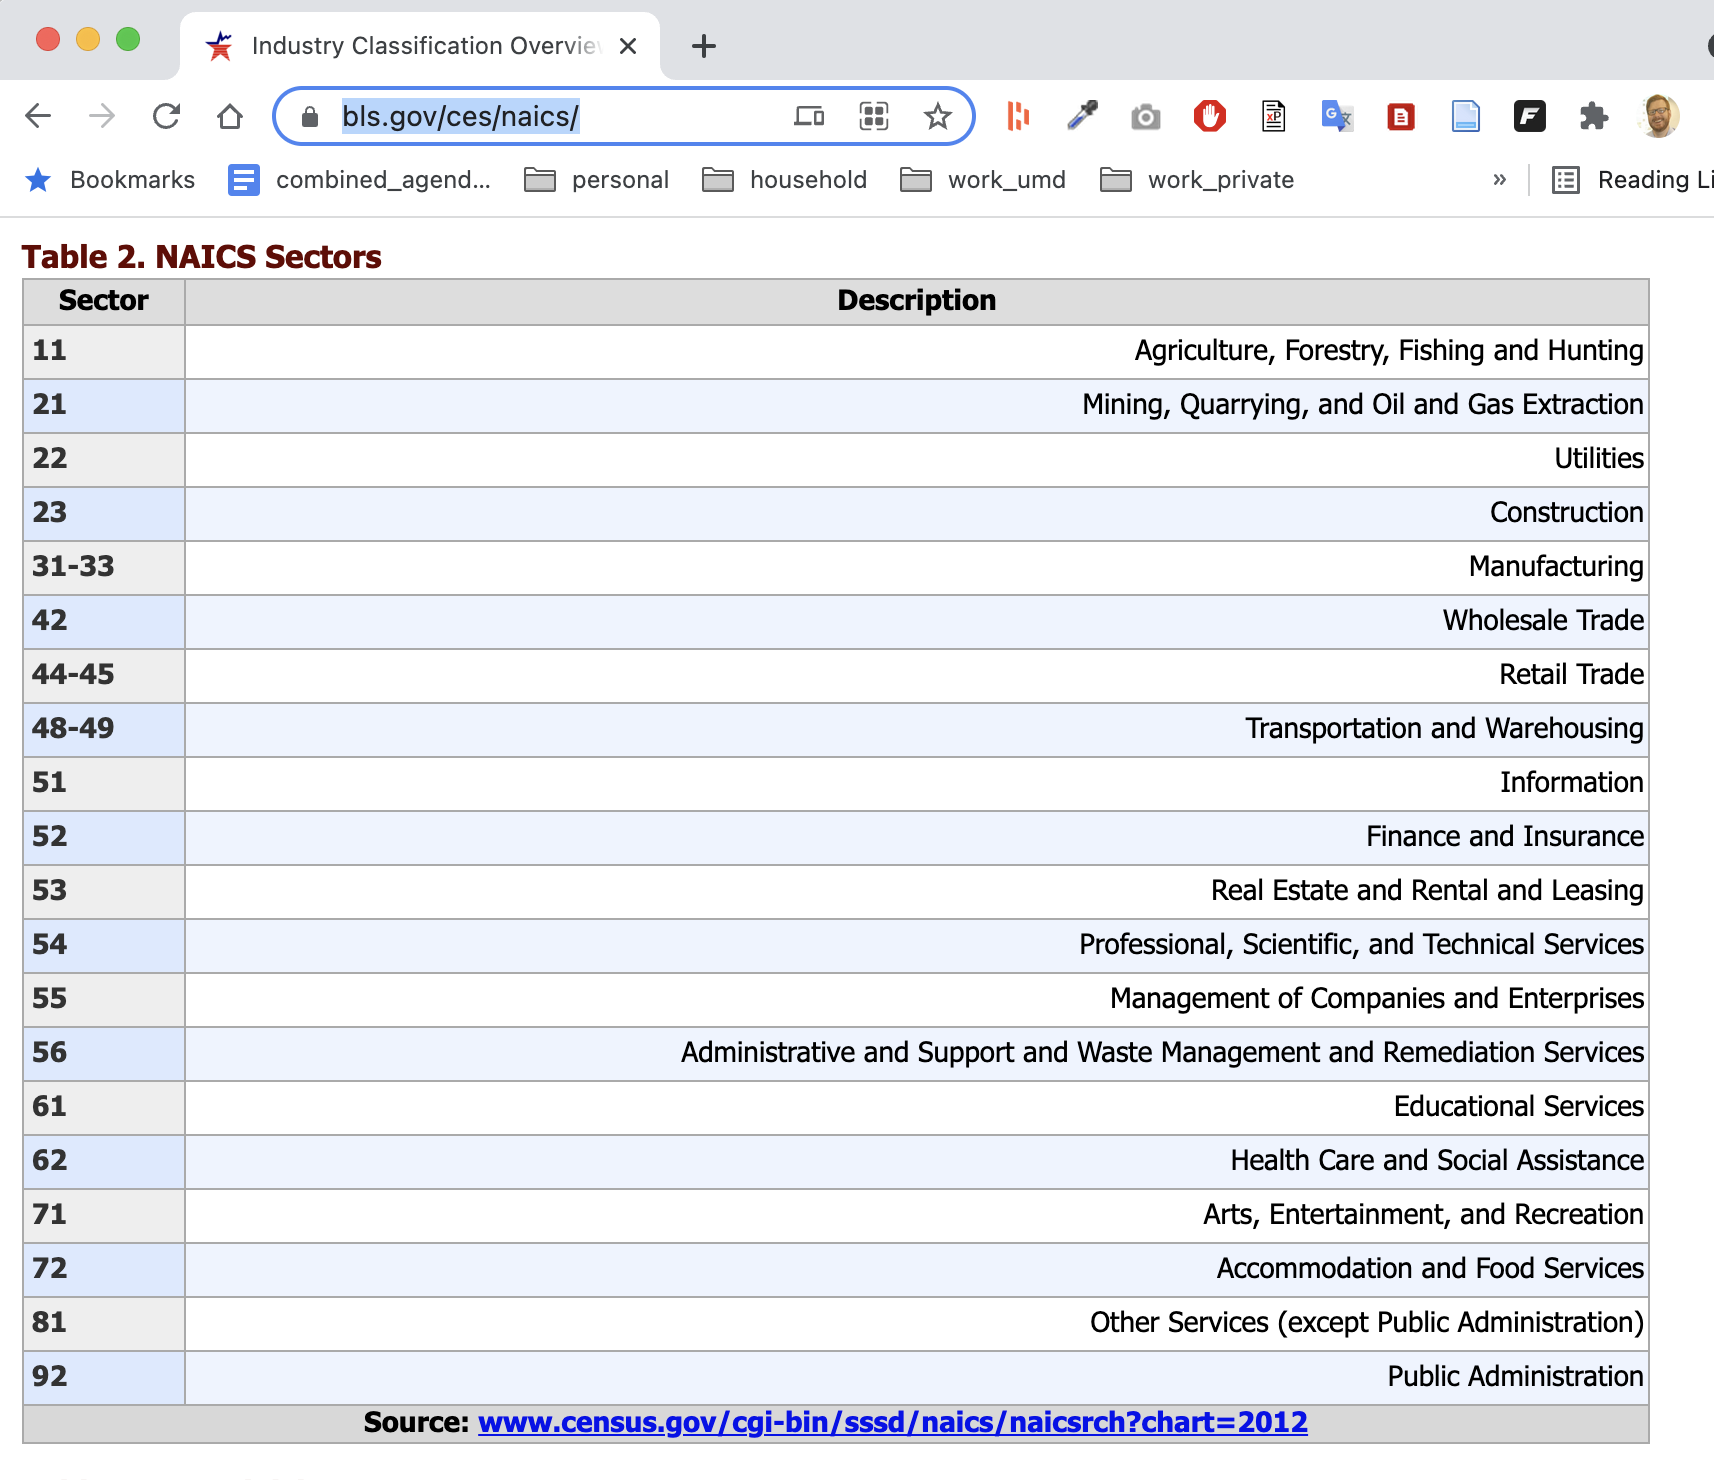 Industry Classification Overvie
bls.gov/ces/naics/
Bookmarks combined_agend... personal household work_umd work_private » Reading Li
Table 2. NAICS Sectors
Sector Description
11 Agriculture, Forestry, Fishing and Hunting
21 Mining, Quarrying, and Oil and Gas Extraction
22 Utilities
23 Construction
31-33 Manufacturing
42 Wholesale Trade
44-45 Retail Trade
48-49 Transportation and Warehousing
51 Information
52 Finance and Insurance
53 Real Estate and Rental and Leasing
54 Professional, Scientific, and Technical Services
55 Management of Companies and Enterprises
56 Administrative and Support and Waste Management and Remediation Services
61 Educational Services
62 Health Care and Social Assistance
71 Arts, Entertainment, and Recreation
72 Accommodation and Food Services
81 Other Services (except Public Administration)
92 Public Administration
Source: www.census.gov/cgi-bin/sssd/naics/naicsrch?chart=2012